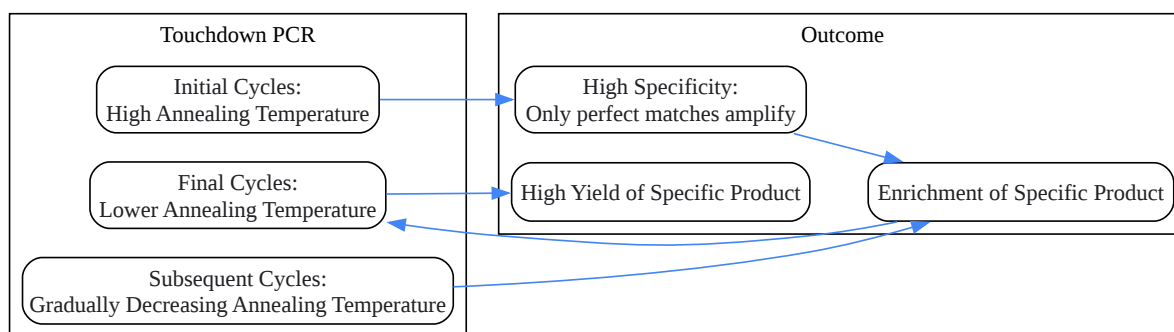 Touchdown PCR
Initial Cycles:
High Annealing Temperature
Final Cycles:
Lower Annealing Temperature
Subsequent Cycles:
Gradually Decreasing Annealing Temperature
Outcome
High Specificity:
Only perfect matches amplify
High Yield of Specific Product
Enrichment of Specific Product